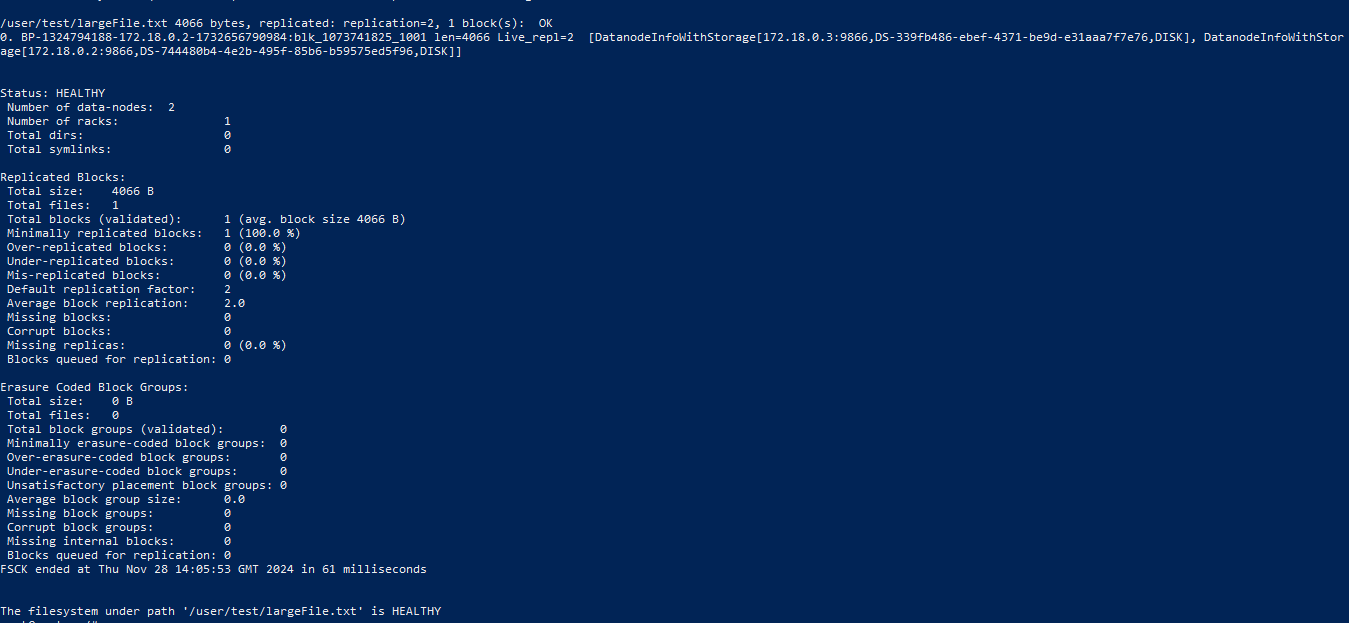 /user/test/largeFile.txt 4066 bytes, replicated: replication=2, 1 block(s):  OK
0. BP-1324794188-172.18.0.2-1732656790984:blk_1073741825_1001 len=4066 Live_repl=2  [DatanodeInfoWithStorage[172.18.0.3:9866,DS-339fb486-ebef-4371-be9d-e31aaa7f7e76,DISK], DatanodeInfoWithStor
age[172.18.0.2:9866,DS-744480b4-4e2b-495f-85b6-b59575ed5f96,DISK]]
Status: HEALTHY
 Number of data-nodes:  2
 Number of racks:               1
 Total dirs:                    0
 Total symlinks:                0
Replicated Blocks:
 Total size:    4066 B
 Total files:   1
 Total blocks (validated):      1 (avg. block size 4066 B)
 Minimally replicated blocks:   1 (100.0 %)
 Over-replicated blocks:        0 (0.0 %)
 Under-replicated blocks:       0 (0.0 %)
 Mis-replicated blocks:         0 (0.0 %)
 Default replication factor:    2
 Average block replication:     2.0
 Missing blocks:                0
 Corrupt blocks:                0
 Missing replicas:              0 (0.0 %)
 Blocks queued for replication: 0
Erasure Coded Block Groups:
 Total size:    0 B
 Total files:   0
 Total block groups (validated):        0
 Minimally erasure-coded block groups:  0
 Over-erasure-coded block groups:       0
 Under-erasure-coded block groups:      0
 Unsatisfactory placement block groups: 0
 Average block group size:      0.0
 Missing block groups:          0
 Corrupt block groups:          0
 Missing internal blocks:       0
 Blocks queued for replication: 0
FSCK ended at Thu Nov 28 14:05:53 GMT 2024 in 61 milliseconds
The filesystem under path '/user/test/largeFile.txt' is HEALTHY